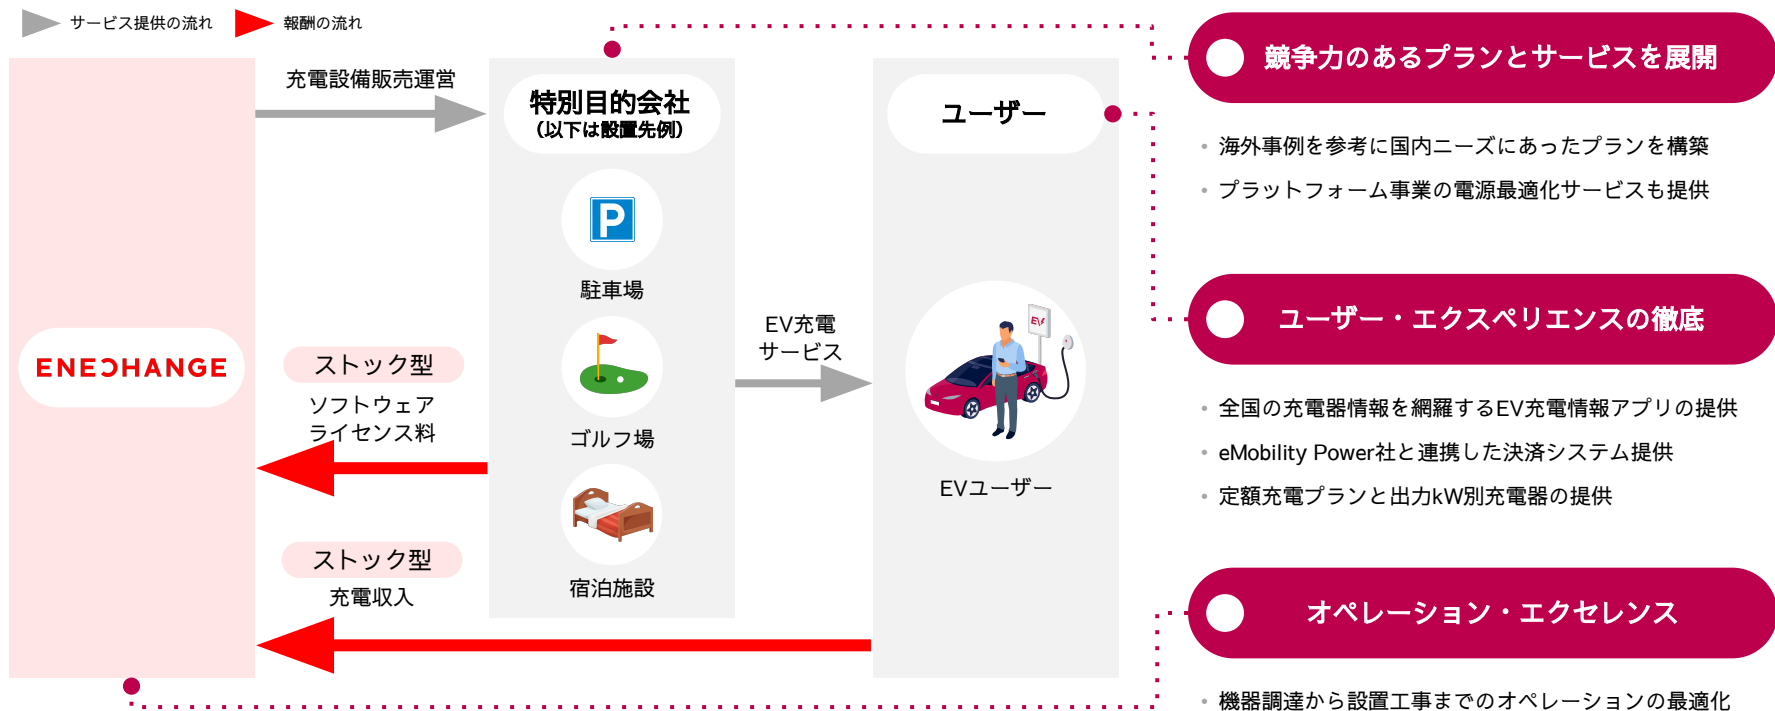 サービス提供の流れ
報酬の流れ
充電設備販売運営
特別目的会社
（以下は設置先例）
P
駐車場
ゴルフ場
宿泊施設
ENECHANGE
ストック型
ソフトウェア
ライセンス料
ストック型
充電収入
EV充電
サービス
ユーザー
EV
EVユーザー
競争力のあるプランとサービスを展開
• 海外事例を参考に国内ニーズにあったプランを構築
• プラットフォーム事業の電源最適化サービスも提供
ユーザー・エクスペリエンスの徹底
• 全国の充電器情報を網羅するEV充電情報アプリの提供
• eMobility Power社と連携した決済システム提供
• 定額充電プランと出力kW別充電器の提供
オペレーション・エクセレンス
• 機器調達から設置工事までのオペレーションの最適化